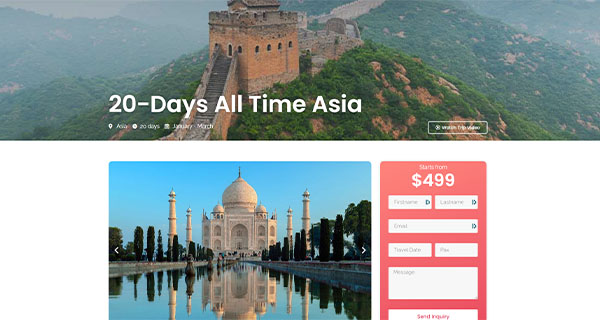 20-Days All Time Asia
Asia 20 days January - March
Watch Trip Video
Starts from
$499
Firstname Lastname
Email
Travel Date Pax
Message
Send Inquiry